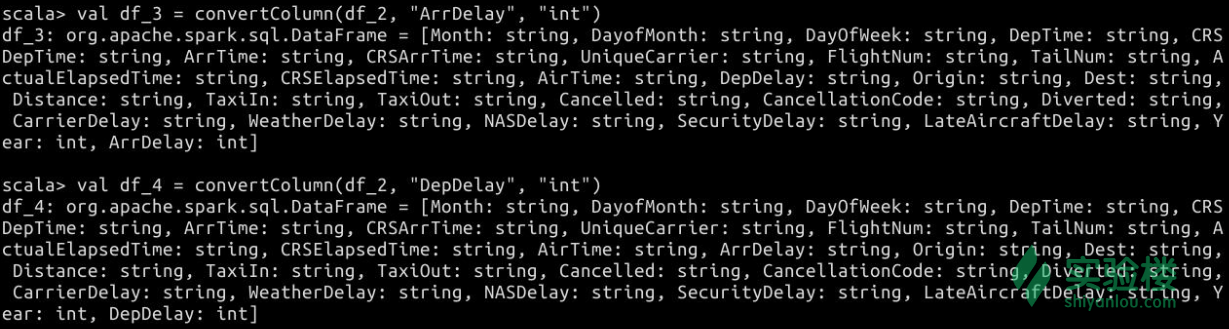 scala> val df_3 = convertColumn(df_2, "ArrDelay", "int")
df_3: org.apache.spark.sql.DataFrame = [Month: string, DayofMonth: string, DayOfWeek: string, DepTime: string, CRS
DepTime: string, ArrTime: string, CRSArrTime: string, UniqueCarrier: string, FlightNum: string, TailNum: string, A
ctualElapsedTime: string, CRSElapsedTime: string, AirTime: string, DepDelay: string, Origin: string, Dest: string,
 Distance: string, TaxiIn: string, TaxiOut: string, Cancelled: string, CancellationCode: string, Diverted: string,
 CarrierDelay: string, WeatherDelay: string, NASDelay: string, SecurityDelay: string, LateAircraftDelay: string, Y
ear: int, ArrDelay: int]
scala> val df_4 = convertColumn(df_2, "DepDelay", "int")
df_4: org.apache.spark.sql.DataFrame = [Month: string, DayofMonth: string, DayOfWeek: string, DepTime: string, CRS
DepTime: string, ArrTime: string, CRSArrTime: string, UniqueCarrier: string, FlightNum: string, TailNum: string, A
ctualElapsedTime: string, CRSElapsedTime: string, AirTime: string, ArrDelay: string, Origin: string, Dest: string,
 Distance: string, TaxiIn: string, TaxiOut: string, Cancelled: string, CancellationCode: string, Diverted: string,
 CarrierDelay: string, WeatherDelay: string, NASDelay: string, SecurityDelay: string, LateAircraftDelay: string, Y
ear: int, DepDelay: int]
实验楼
shiyanlou.com